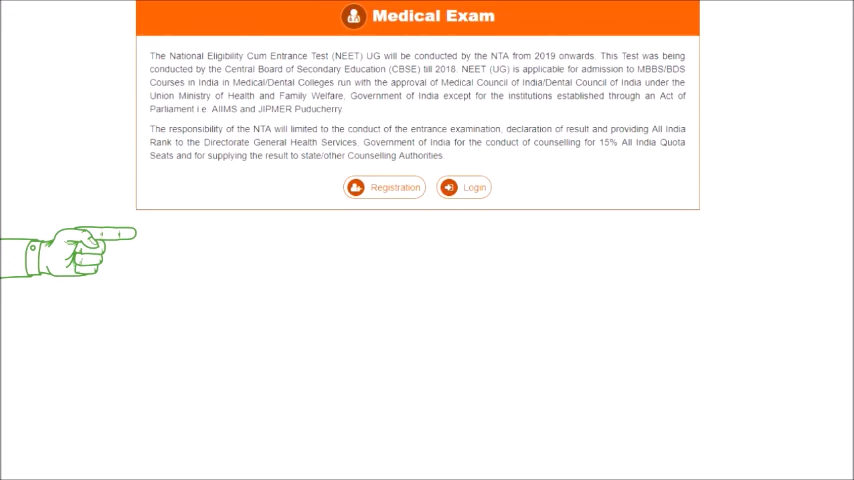 Medical Exam
The National Eligibility Cum Entrance Test (NEET) UG will be conducted by the NTA from 2019 onwards. This Test was being
conducted by the Central Board of Secondary Education (CBSE) till 2018. NEET (UG) is applicable for admission to MBBS/BDS
Courses in India in Medical/Dental Colleges run with the approval of Medical Council of India/Dental Council of India under the
Union Ministry of Health and Family Welfare, Government of India except for the institutions established through an Act of
Parliament i.e. AIIMS and JIPMER Puducherry.
The responsibility of the NTA will limited to the conduct of the entrance examination, declaration of result and providing All India
Rank to the Directorate General Health Services, Government of India for the conduct of counselling for 15% All India Quota
Seats and for supplying the result to state/other Counselling Authorities.
Registration Login